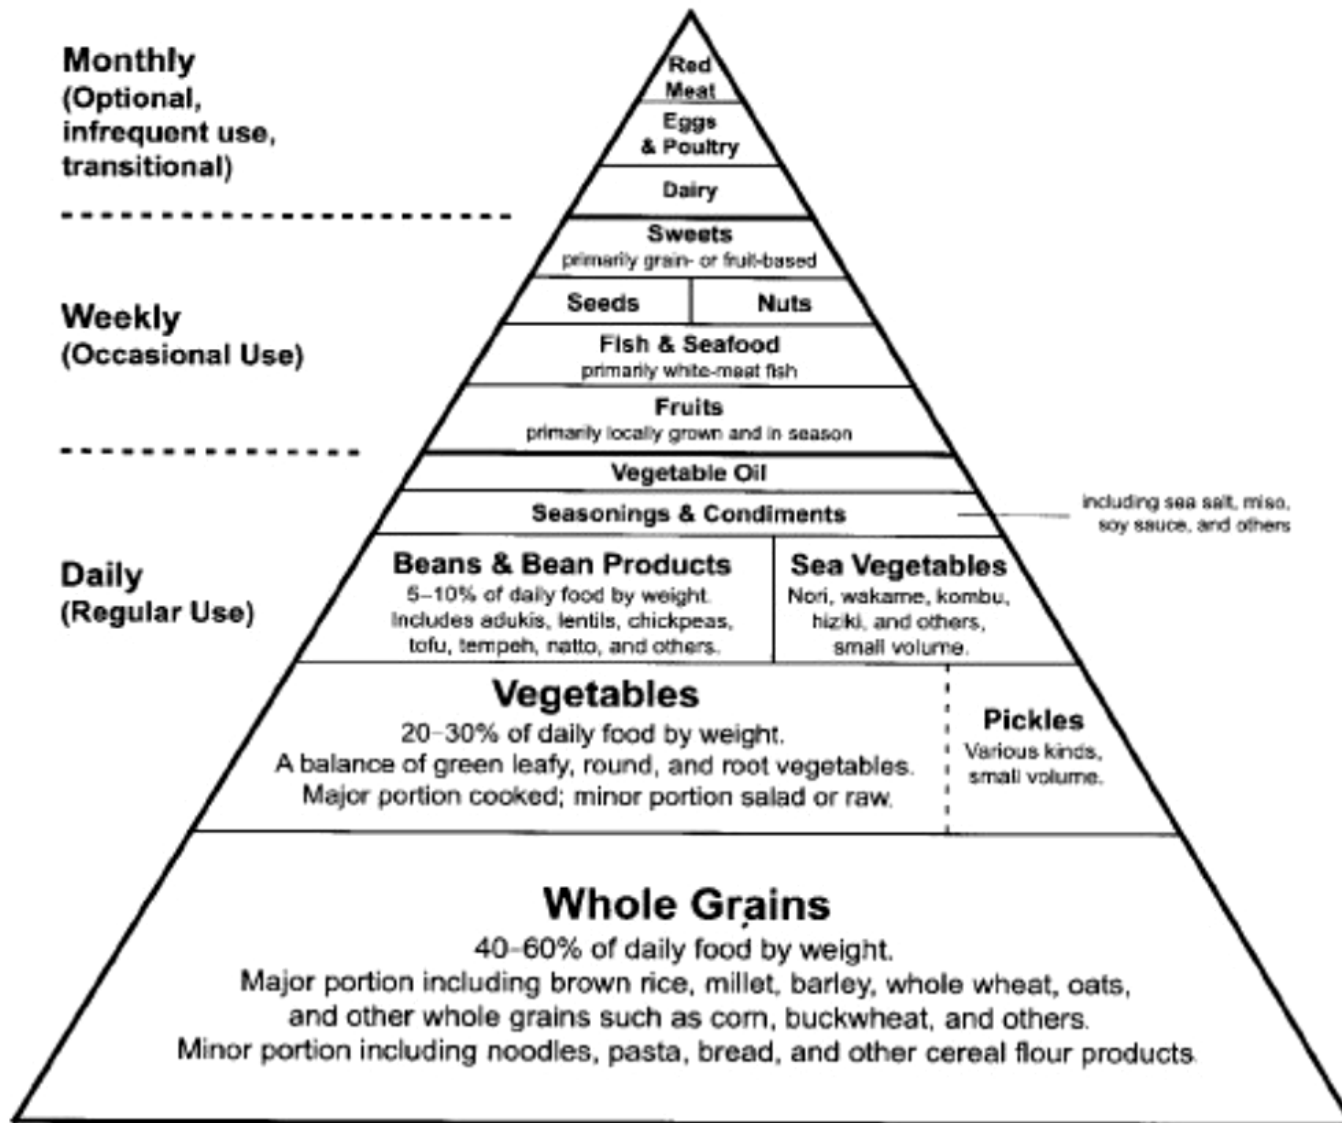 Monthly
(Optional,
infrequent use,
transitional)
Red
Meat
Eggs
& Poultry
Dairy
Weekly
(Occasional Use)
Sweets
primarily grain- or fruit-based
Seeds
Nuts
Fish & Seafood
primarily white-meat fish
Fruits
primarily locally grown and in season
Daily
(Regular Use)
Vegetable Oil
Seasonings & Condiments
including sea salt, miso,
soy sauce, and others
Beans & Bean Products
5–10% of daily food by weight.
Includes adukis, lentils, chickpeas,
tofu, tempeh, natto, and others.
Sea Vegetables
Nori, wakame, kombu,
hiziki, and others,
small volume.
Vegetables
20–30% of daily food by weight.
A balance of green leafy, round, and root vegetables.
Major portion cooked; minor portion salad or raw.
Pickles
Various kinds,
small volume.
Whole Grains
40–60% of daily food by weight.
Major portion including brown rice, millet, barley, whole wheat, oats,
and other whole grains such as corn, buckwheat, and others.
Minor portion including noodles, pasta, bread, and other cereal flour products.